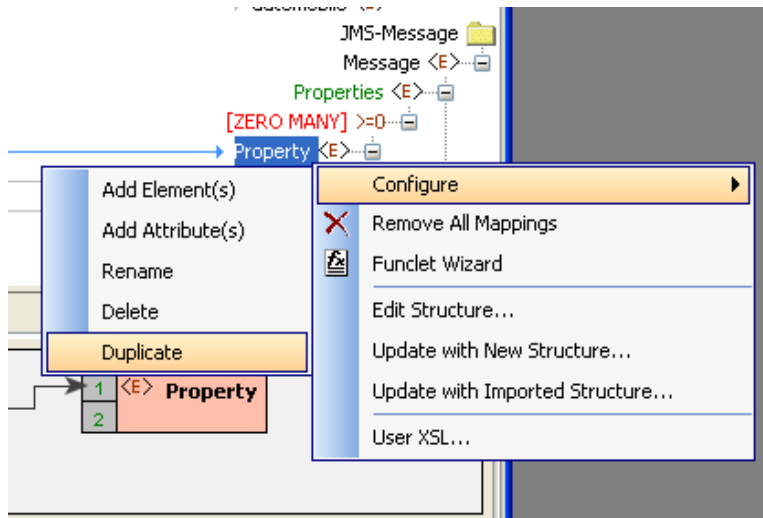 automobile <E>
JMS-Message
Message <E>
Properties <E>
[ZERO MANY] >=0
Property <E>
Configure
Remove All Mappings
Funclet Wizard
Edit Structure...
Update with New Structure...
Update with Imported Structure...
User XSL...
Add Element(s)
Add Attribute(s)
Rename
Delete
Duplicate
1 <E> Property
2